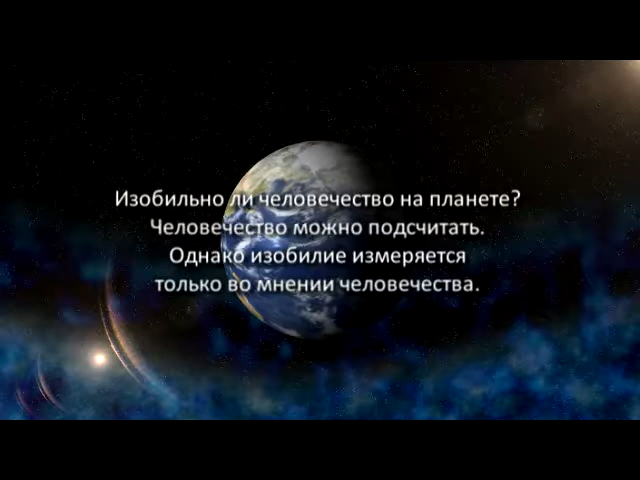 Изобильно ли человечество на планете?
Человечество можно подсчитать.
Однако изобилие измеряется
только во мнении человечества.